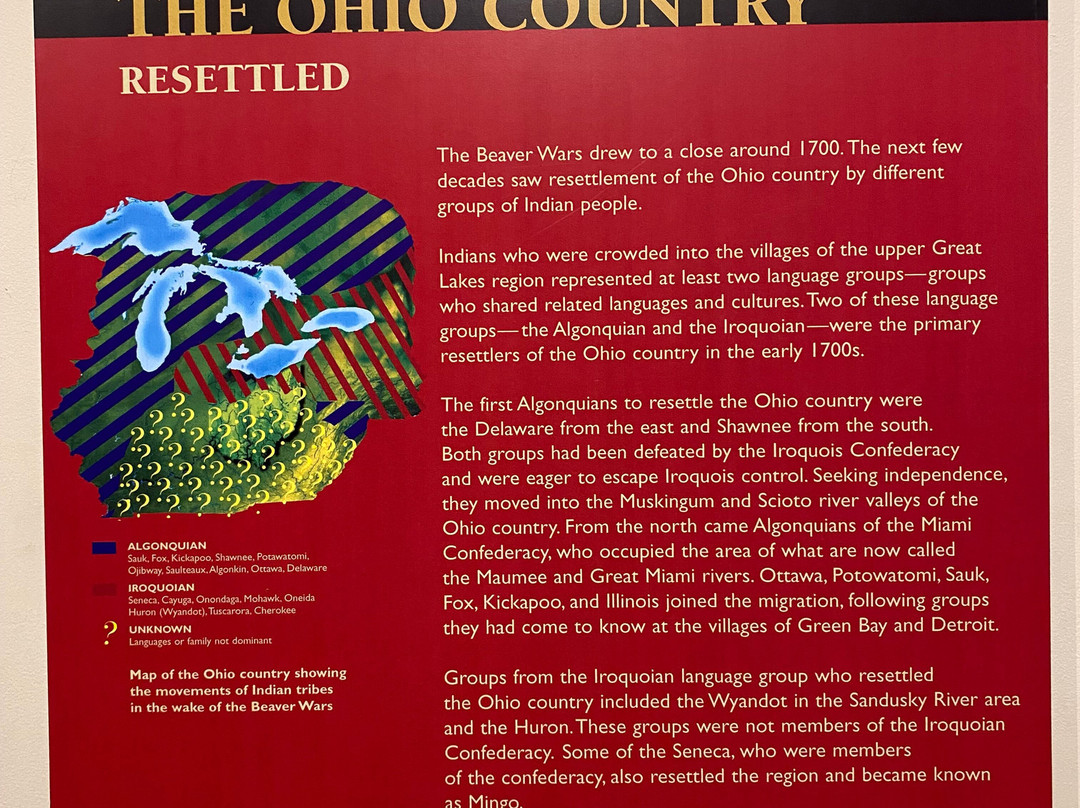 THE OHIO COUNTRY
RESETTLED
The Beaver Wars drew to a close around 1700. The next few
decades saw resettlement of the Ohio country by different
groups of Indian people.
Indians who were crowded into the villages of the upper Great
Lakes region represented at least two language groups—groups
who shared related languages and cultures. Two of these language
groups—the Algonquian and the Iroquoian—were the primary
resettlers of the Ohio country in the early 1700s.
The first Algonquians to resettle the Ohio country were
the Delaware from the east and Shawnee from the south.
Both groups had been defeated by the Iroquois Confederacy
and were eager to escape Iroquois control. Seeking independence,
they moved into the Muskingum and Scioto river valleys of the
Ohio country. From the north came Algonquians of the Miami
Confederacy, who occupied the area of what are now called
the Maumee and Great Miami rivers. Ottawa, Potowatomi, Sauk,
Fox, Kickapoo, and Illinois joined the migration, following groups
they had come to know at the villages of Green Bay and Detroit.
Groups from the Iroquoian language group who resettled
the Ohio country included the Wyandot in the Sandusky River area
and the Huron. These groups were not members of the Iroquoian
Confederacy. Some of the Seneca, who were members
of the confederacy, also resettled the region and became known
as Mingo.
ALGONQUIAN
Sauk, Fox, Kickapoo, Shawnee, Potawatomi,
Ojibway, Saulteaux, Algonkin, Ottawa, Delaware
IROQUOIAN
Seneca, Cayuga, Onondaga, Mohawk, Oneida
Huron (Wyandot), Tuscarora, Cherokee
? UNKNOWN
Languages or family not dominant
Map of the Ohio country showing
the movements of Indian tribes
in the wake of the Beaver Wars